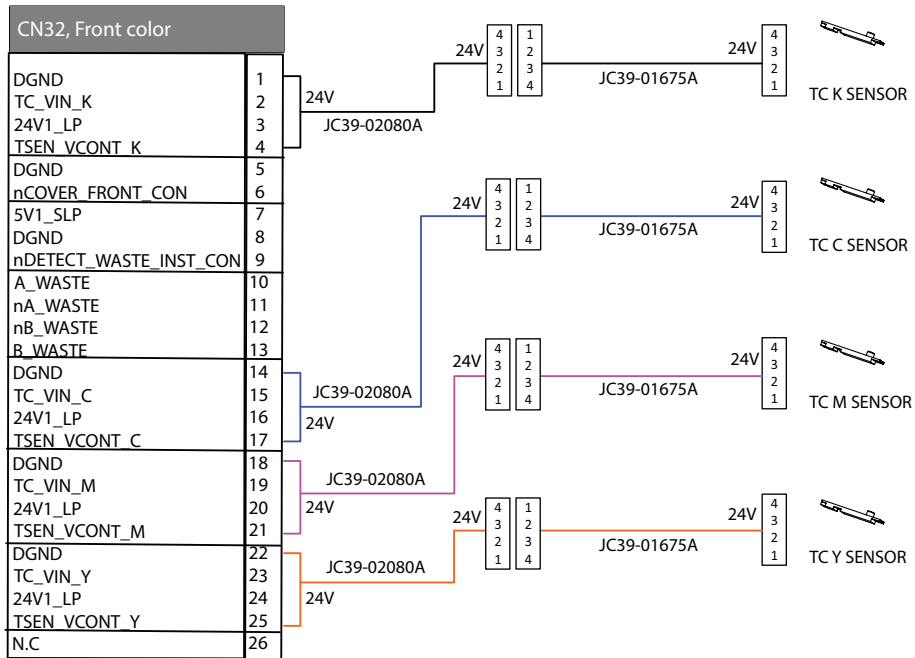 CN32, Front color
DGND 1
TC_VIN_K 2
24V1_LP 3
TSEN_VCONT_K 4
DGND 5
nCOVER_FRONT_CON 6
5V1_SLP 7
DGND 8
nDETECT_WASTE_INST_CON 9
A_WASTE 10
nA_WASTE 11
nB_WASTE 12
B_WASTE 13
DGND 14
TC_VIN_C 15
24V1_LP 16
TSEN_VCONT_C 17
DGND 18
TC_VIN_M 19
24V1_LP 20
TSEN_VCONT_M 21
DGND 22
TC_VIN_Y 23
24V1_LP 24
TSEN_VCONT_Y 25
N.C 26
24V
JC39-02080A
24V
4 1
3 2
2 3
1 4
JC39-01675A
24V
4
3
2
1
TC K SENSOR
JC39-02080A
24V
24V
4 1
3 2
2 3
1 4
JC39-01675A
24V
4
3
2
1
TC C SENSOR
JC39-02080A
24V
24V
4 1
3 2
2 3
1 4
JC39-01675A
24V
4
3
2
1
TC M SENSOR
JC39-02080A
24V
24V
4 1
3 2
2 3
1 4
JC39-01675A
24V
4
3
2
1
TC Y SENSOR